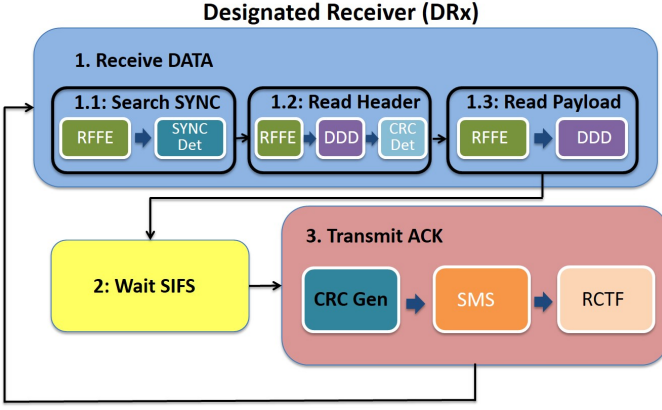 Designated Receiver (DRx)
1. Receive DATA
1.1: Search SYNC
RFFE
SYNC
Det
1.2: Read Header
RFFE
DDD
CRC
Det
1.3: Read Payload
RFFE
DDD
2: Wait SIFS
3. Transmit ACK
CRC Gen
SMS
RCTF